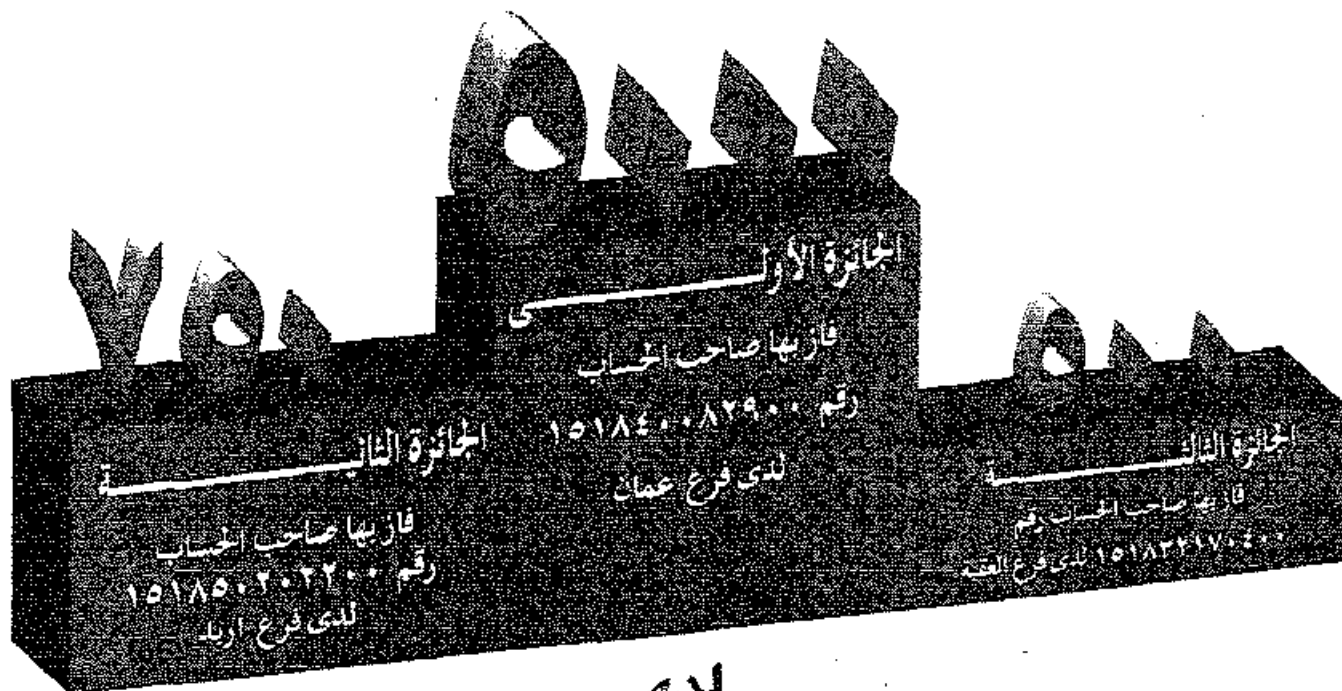 ٥٠٠٠
الجائزة الأولى
فاز بها صاحب الحساب
رقم ١٥١٨٤٠٠٨٢٩٠٠
لدى فرع عمان
٧٥٠
الجائزة الثانية
فاز بها صاحب الحساب
رقم ١٥١٨٥٠٢٠٢٢٠٠
لدى فرع اربد
٥٠٠
الجائزة الثالثة
فاز بها صاحب الحساب رقم
١٥١٨٢٢١٧٠٤٠٠ لدى فرع العقبة